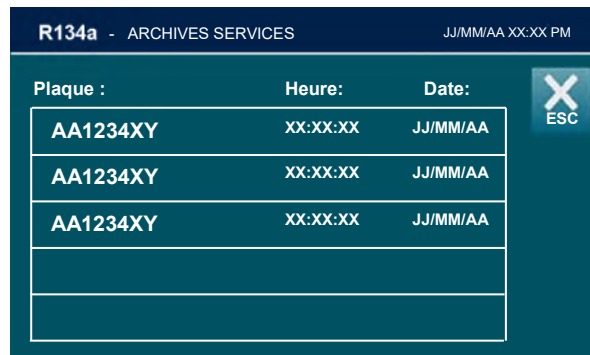 R134a - ARCHIVES SERVICES JJ/MM/AA XX:XX PM
Plaque : Heure: Date:
ESC
AA1234XY XX:XX:XX JJ/MM/AA
AA1234XY XX:XX:XX JJ/MM/AA
AA1234XY XX:XX:XX JJ/MM/AA